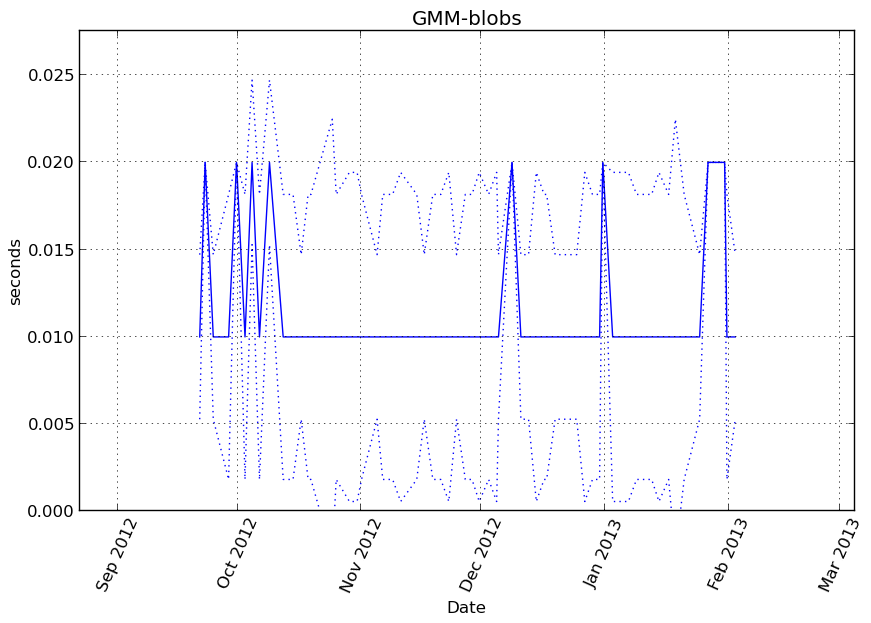 GMM-blobs
0.025
0.020
0.015
0.010
0.005
0.000
seconds
Sep 2012
Oct 2012
Nov 2012
Dec 2012
Jan 2013
Feb 2013
Mar 2013
Date